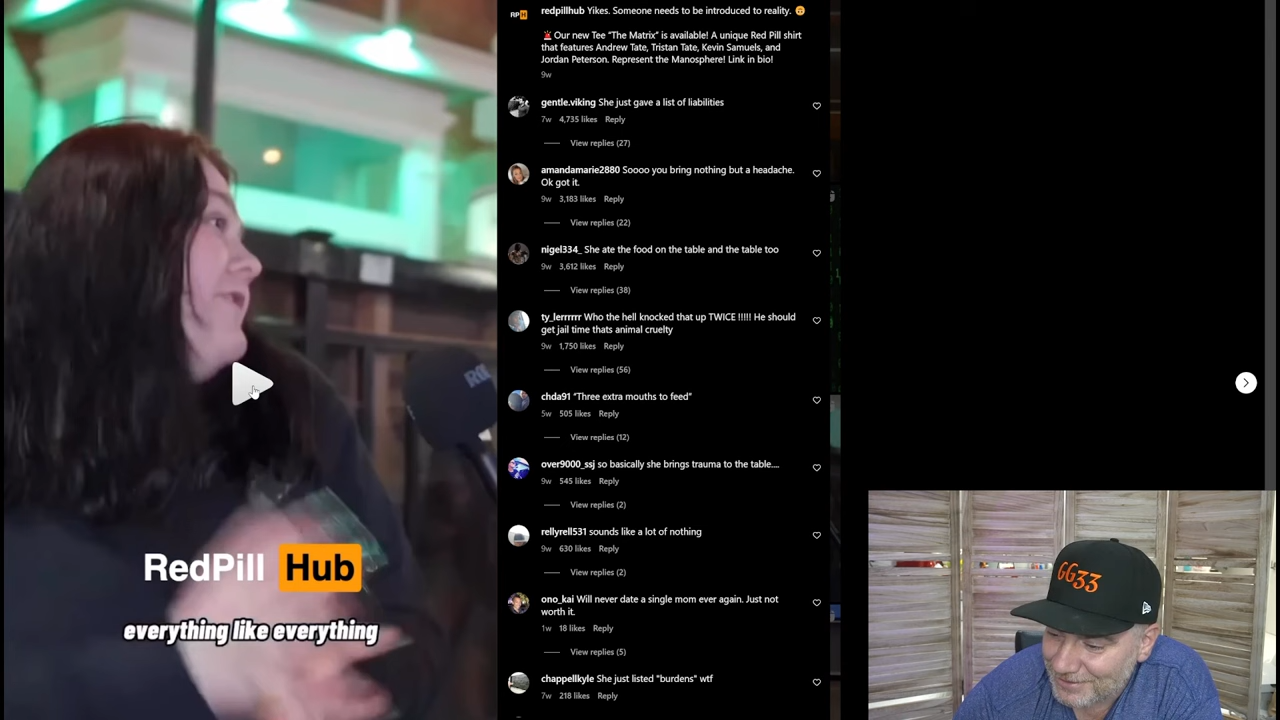 RPH redpillhub Yikes. Someone needs to be introduced to reality. 🙃
🚨Our new Tee "The Matrix" is available! A unique Red Pill shirt
that features Andrew Tate, Tristan Tate, Kevin Samuels, and
Jordan Peterson. Represent the Manosphere! Link in bio!
9w
gentle.viking She just gave a list of liabilities
7w 4,735 likes Reply
View replies (27)
amandamarie2880 Soooo you bring nothing but a headache.
Ok got it.
9w 3,183 likes Reply
View replies (22)
nigel334_ She ate the food on the table and the table too
9w 3,612 likes Reply
View replies (38)
ty_lerrrrrr Who the hell knocked that up TWICE !!!!! He should
get jail time thats animal cruelty
9w 1,750 likes Reply
View replies (56)
chda91 "Three extra mouths to feed"
5w 505 likes Reply
View replies (12)
over9000_ssj so basically she brings trauma to the table....
9w 545 likes Reply
View replies (2)
rellyrell531 sounds like a lot of nothing
9w 630 likes Reply
View replies (2)
ono_kai Will never date a single mom ever again. Just not
worth it.
1w 18 likes Reply
View replies (5)
chappellkyle She just listed "burdens" wtf
7w 218 likes Reply
RedPill Hub
everything like everything
GG33